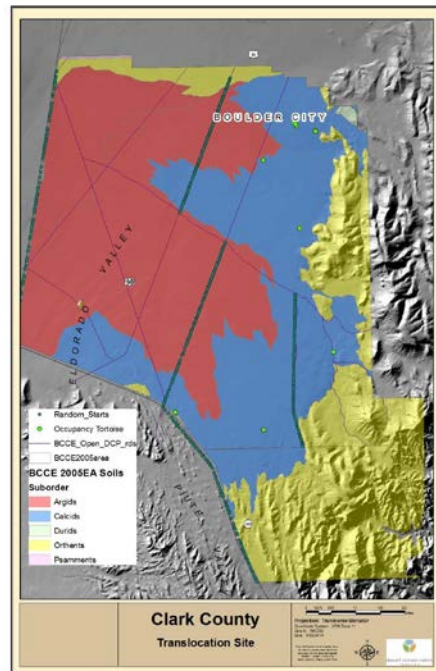 BOULDER CITY
ELDORADO VALLEY
PIUTE
Random_Starts
Occupancy Tortoise
BCCE_Open_DCP_rds
BCCE2005area
BCCE 2005EA Soils
Suborder
Argids
Calcids
Durids
Orthents
Psamments
Clark County
Translocation Site